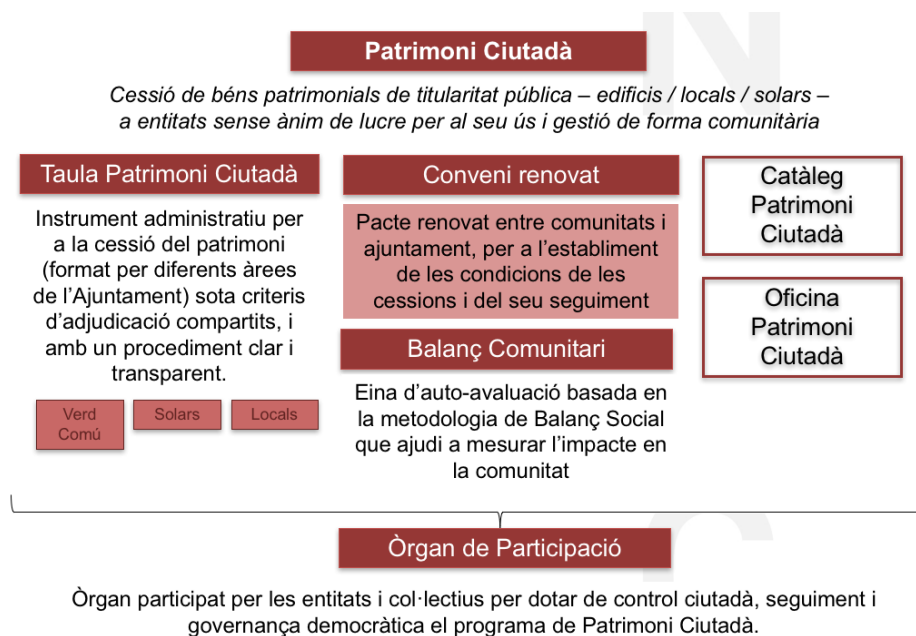 Patrimoni Ciutadà
Cessió de béns patrimonials de titularitat pública – edificis / locals / solars –
a entitats sense ànim de lucre per al seu ús i gestió de forma comunitària
Taula Patrimoni Ciutadà
Instrument administratiu per
a la cessió del patrimoni
(format per diferents àrees
de l’Ajuntament) sota criteris
d’adjudicació compartits, i
amb un procediment clar i
transparent.
Verd
Comú
Solars
Locals
Conveni renovat
Pacte renovat entre comunitats i
ajuntament, per a l’establiment
de les condicions de les
cessions i del seu seguiment
Balanç Comunitari
Eina d’auto-avaluació basada en
la metodologia de Balanç Social
que ajudi a mesurar l’impacte en
la comunitat
Catàleg
Patrimoni
Ciutadà
Oficina
Patrimoni
Ciutadà
Òrgan de Participació
Òrgan participat per les entitats i col·lectius per dotar de control ciutadà, seguiment i
governança democràtica el programa de Patrimoni Ciutadà.